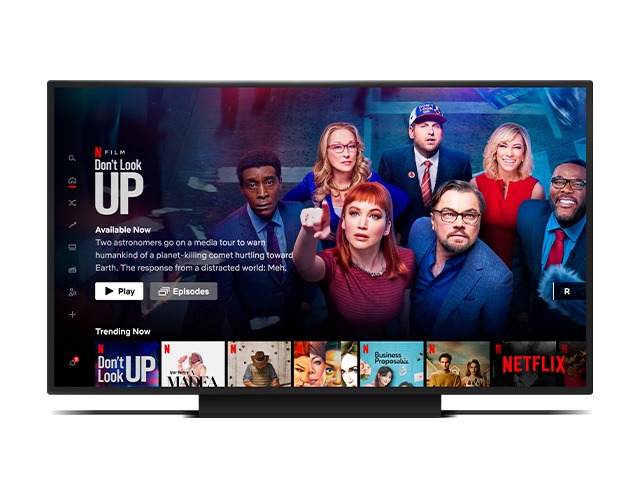 N FILM
Don't Look
UP
Available Now
Two astronomers go on a media tour to warn
humankind of a planet-killing comet hurtling toward
Earth. The response from a distracted world: Meh.
Play
Episodes
R
Trending Now
N
Don't
Look UP
N
MADEA
N
N
N
Business
Proposal
N
NETFLIX